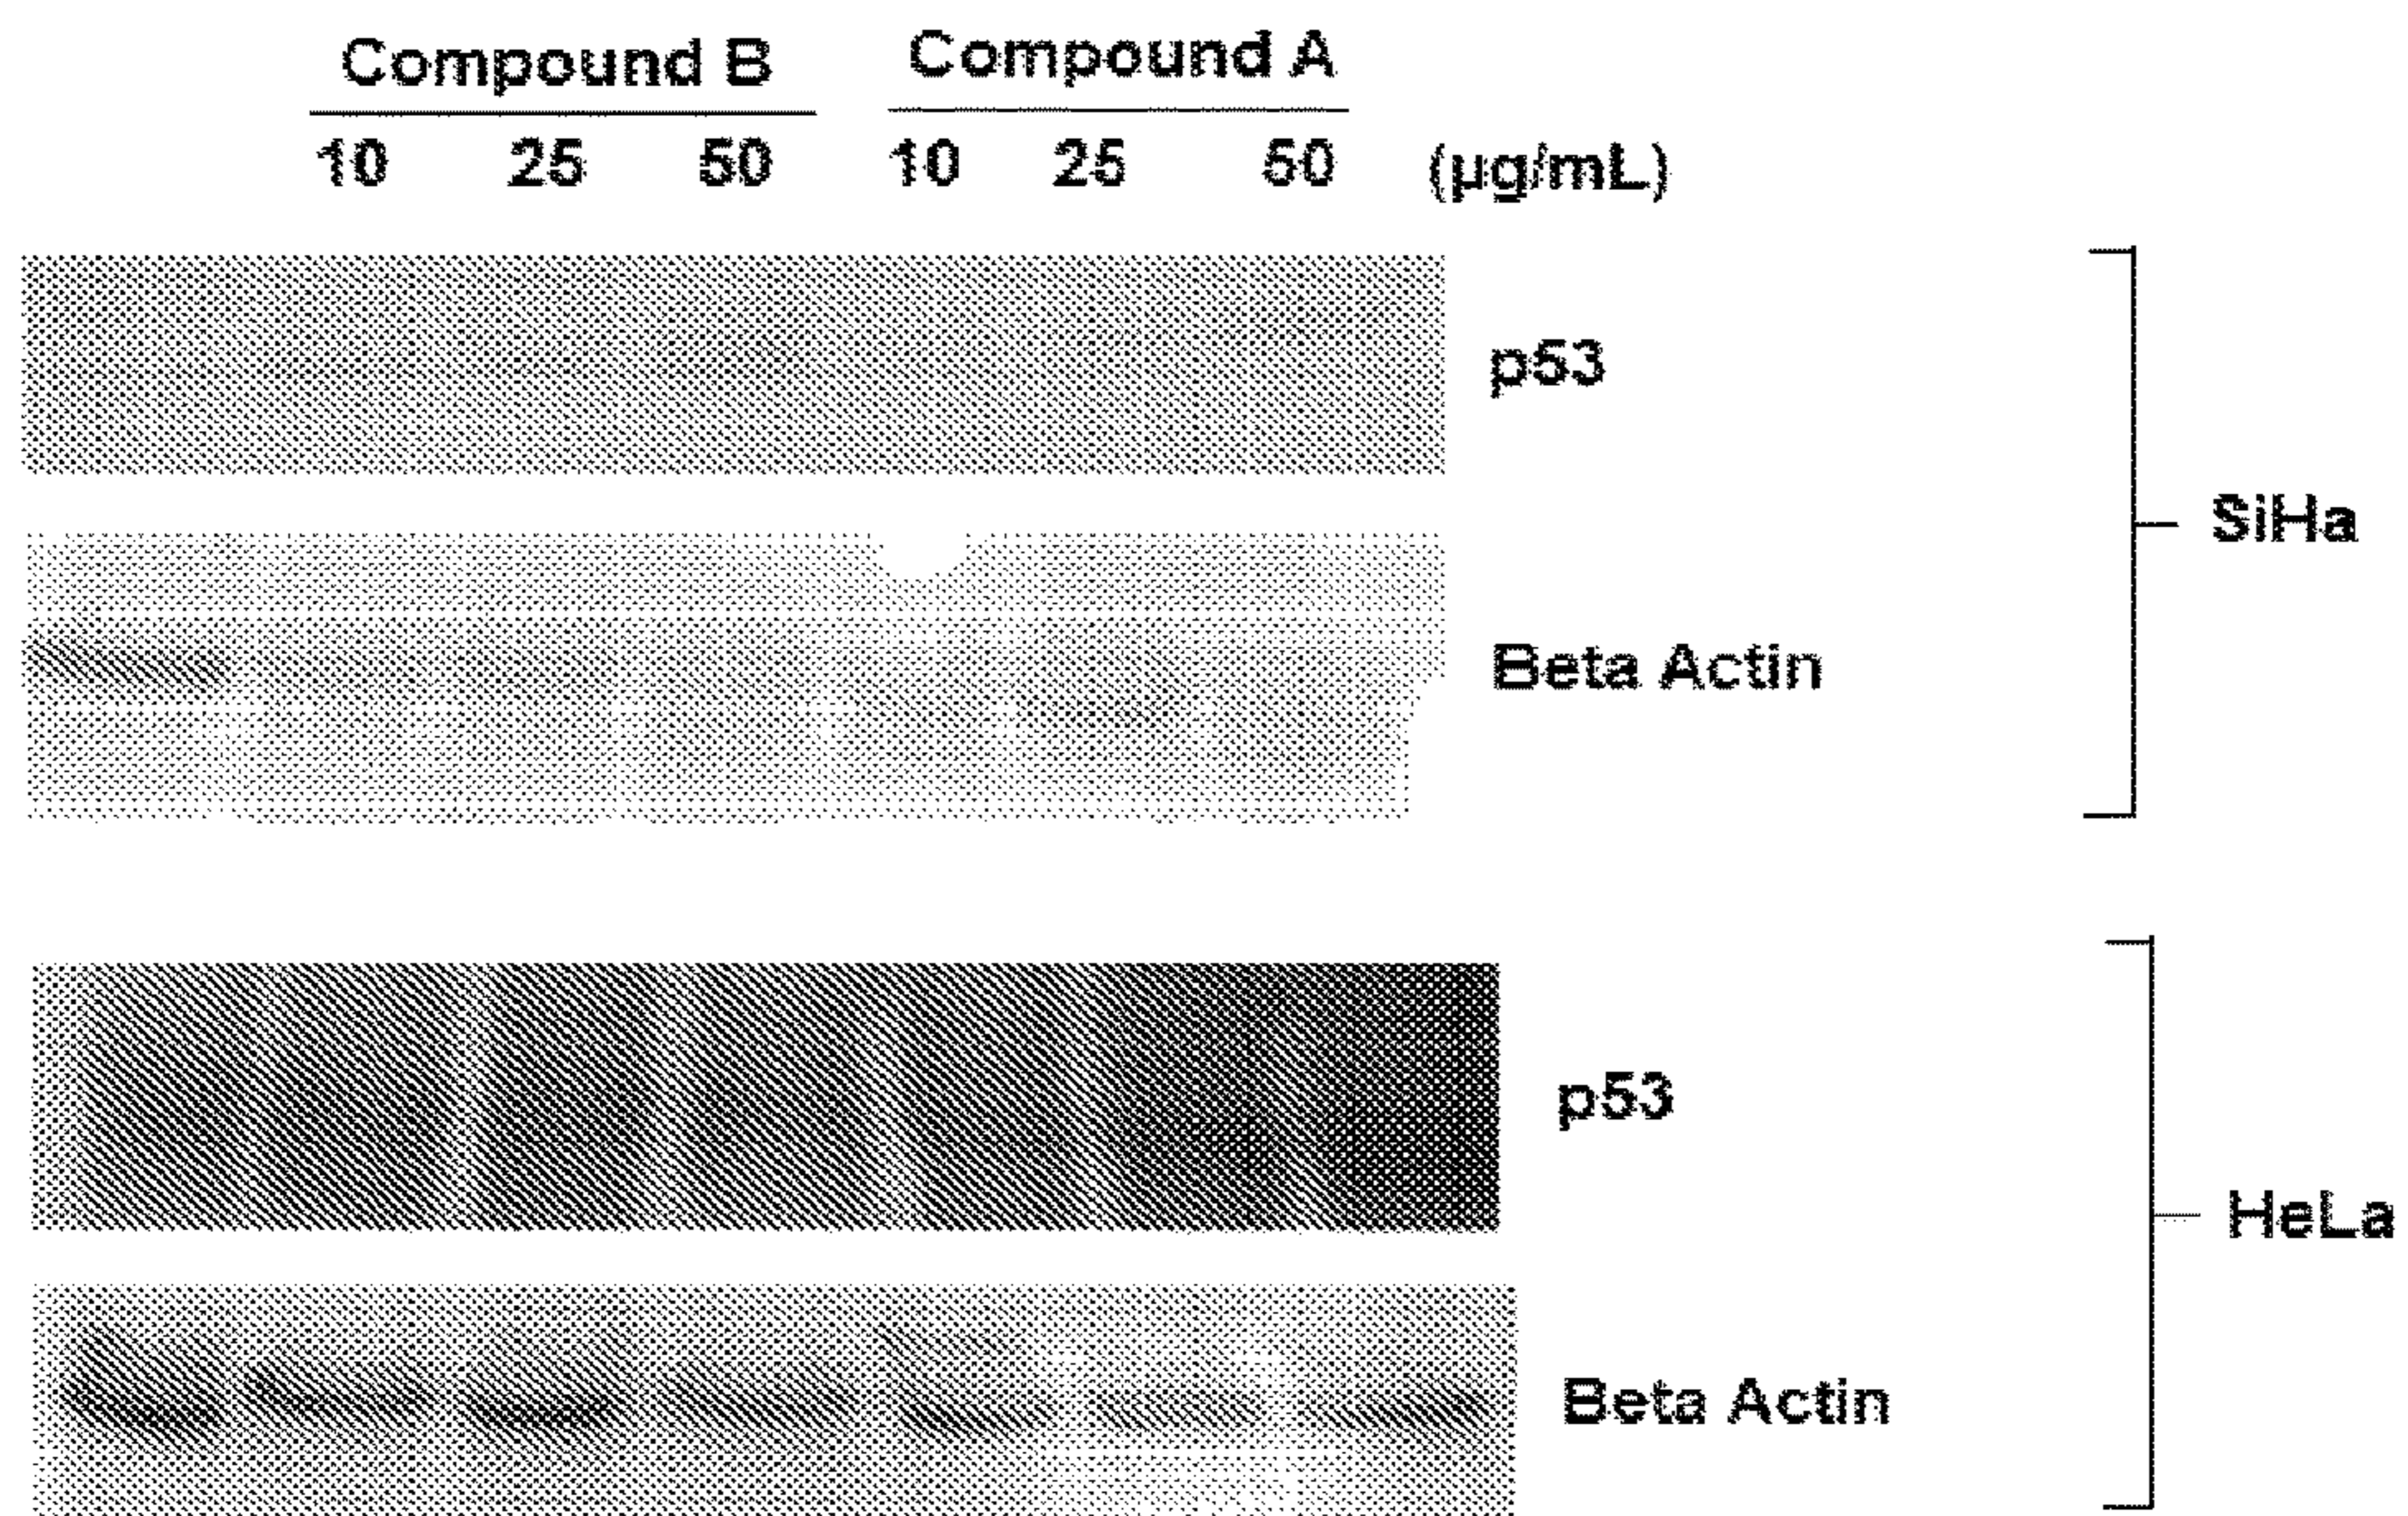 Compound B Compound A
10 25 50 10 25 50 (µg/mL)
p53
SiHa
Beta Actin
p53
HeLa
Beta Actin